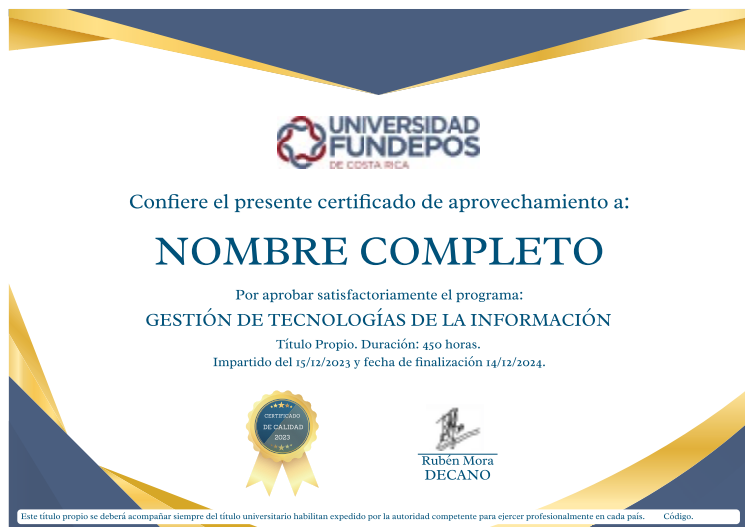 UNIVERSIDAD
FUNDEPOS
DE COSTA RICA
Confiere el presente certificado de aprovechamiento a:
NOMBRE COMPLETO
Por aprobar satisfactoriamente el programa:
GESTIÓN DE TECNOLOGÍAS DE LA INFORMACIÓN
Título Propio. Duración: 450 horas.
Impartido del 15/12/2023 y fecha de finalización 14/12/2024.
CERTIFICADO
DE CALIDAD
2023
Rubén Mora
DECANO
Este título propio se deberá acompañar siempre del título universitario habilitan expedido por la autoridad competente para ejercer profesionalmente en cada país. Código.